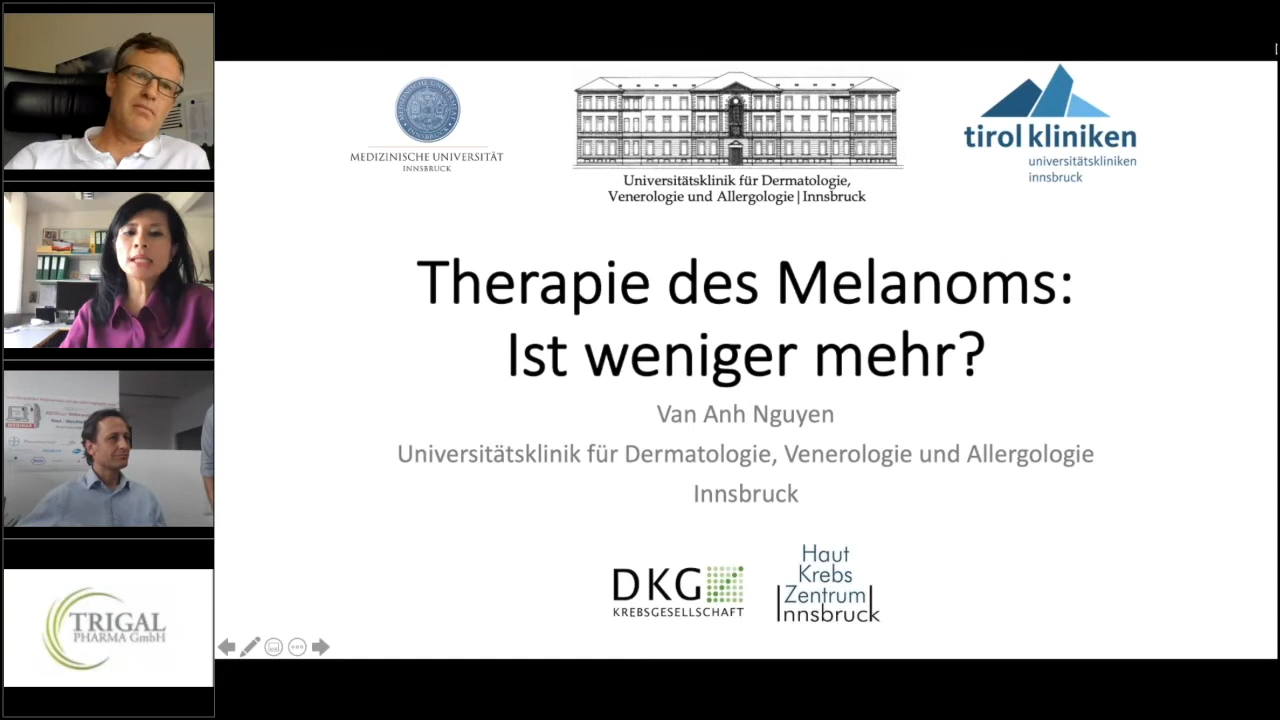 MEDIZINISCHE UNIVERSITÄT
INNSBRUCK
Universitätsklinik für Dermatologie,
Venerologie und Allergologie | Innsbruck
tirol kliniken
universitätskliniken
innsbruck
Therapie des Melanoms:
Ist weniger mehr?
Van Anh Nguyen
Universitätsklinik für Dermatologie, Venerologie und Allergologie
Innsbruck
DKG
KREBSGESELLSCHAFT
Haut
Krebs
Zentrum
Innsbruck
WEBINAR
TRIGAL
PHARMA GmbH